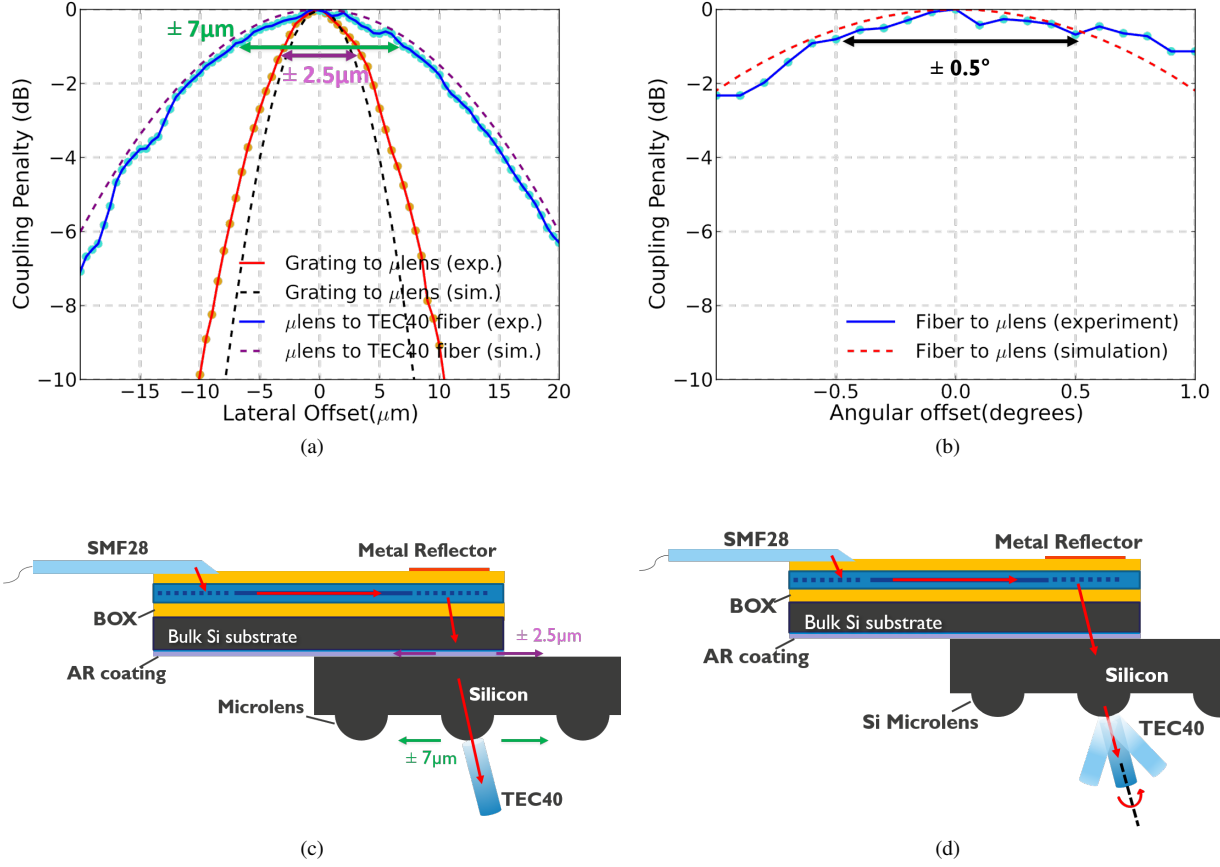 ± 7μm
± 2.5μm
0
−2
−4
−6
−8
−10
Coupling Penalty (dB)
Grating to μlens (exp.)
Grating to μlens (sim.)
μlens to TEC40 fiber (exp.)
μlens to TEC40 fiber (sim.)
−15 −10 −5 0 5 10 15 20
Lateral Offset(μm)
(a)
± 0.5°
0
−2
−4
−6
−8
−10
Coupling Penalty (dB)
Fiber to μlens (experiment)
Fiber to μlens (simulation)
−0.5 0.0 0.5 1.0
Angular offset(degrees)
(b)
SMF28
Metal Reflector
BOX
Bulk Si substrate
± 2.5μm
AR coating
Silicon
Microlens
± 7μm
TEC40
(c)
SMF28
Metal Reflector
BOX
Bulk Si substrate
AR coating
Silicon
Si Microlens
TEC40
(d)